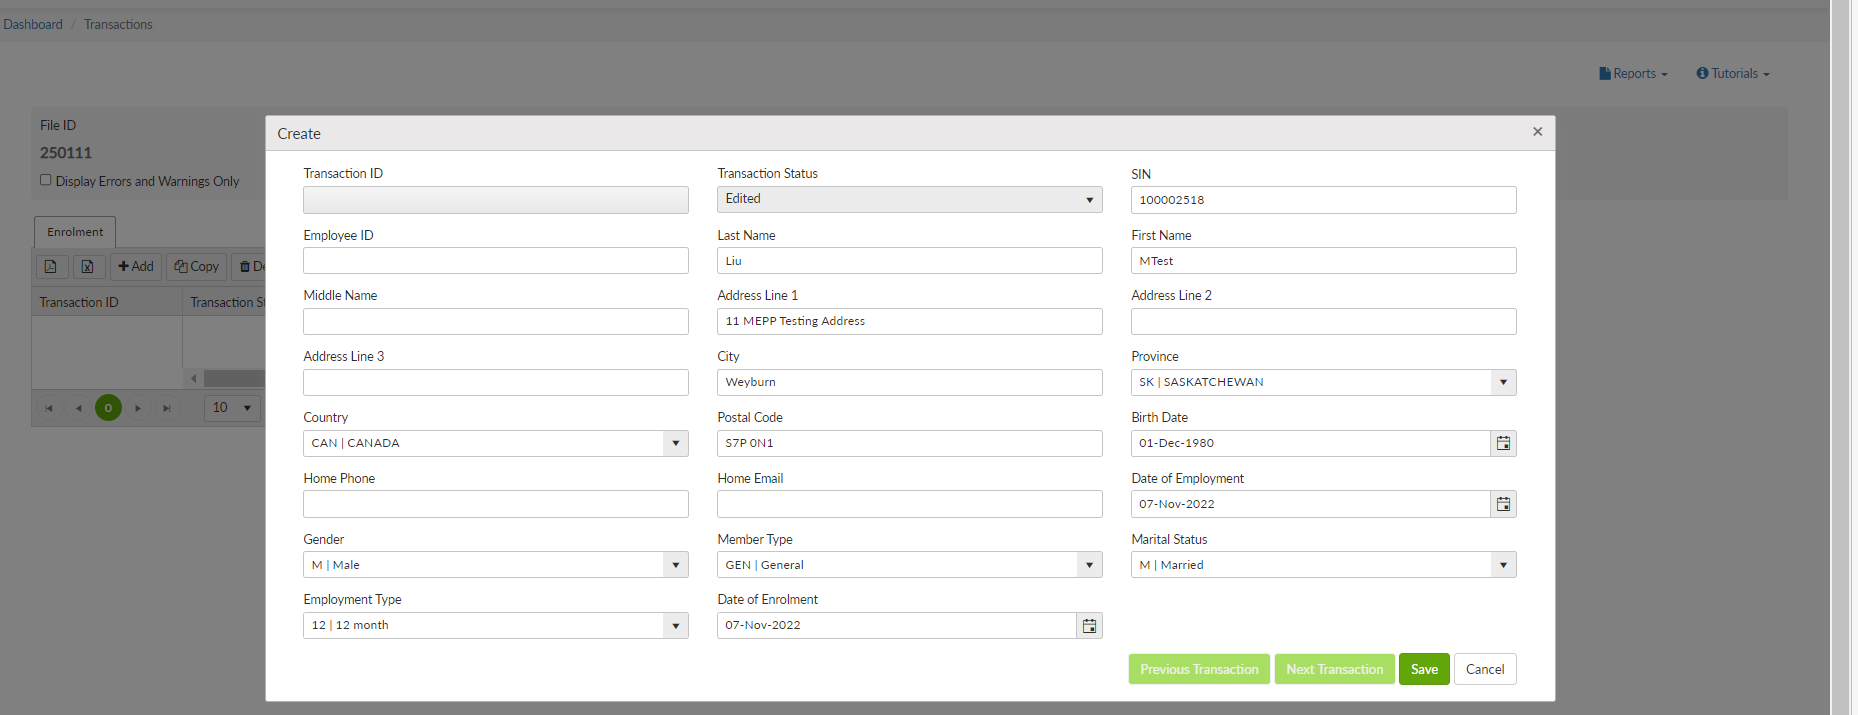 Dashboard / Transactions
Reports
Tutorials
File ID
250111
Display Errors and Warnings Only
Enrolment
Add
Copy
De
Transaction ID
Transaction St
0
10
Create
×
Transaction ID
Transaction Status
SIN
Edited
100002518
Employee ID
Last Name
First Name
Liu
MTest
Middle Name
Address Line 1
Address Line 2
11 MEPP Testing Address
Address Line 3
City
Province
Weyburn
SK | SASKATCHEWAN
Country
Postal Code
Birth Date
CAN | CANADA
S7P 0N1
01-Dec-1980
Home Phone
Home Email
Date of Employment
07-Nov-2022
Gender
Member Type
Marital Status
M | Male
GEN | General
M | Married
Employment Type
Date of Enrolment
12 | 12 month
07-Nov-2022
Previous Transaction
Next Transaction
Save
Cancel